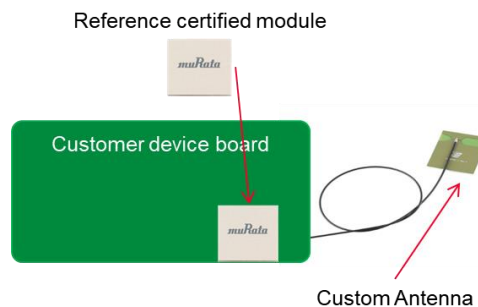 Reference certified module
muRata
Customer device board
muRata
Custom Antenna